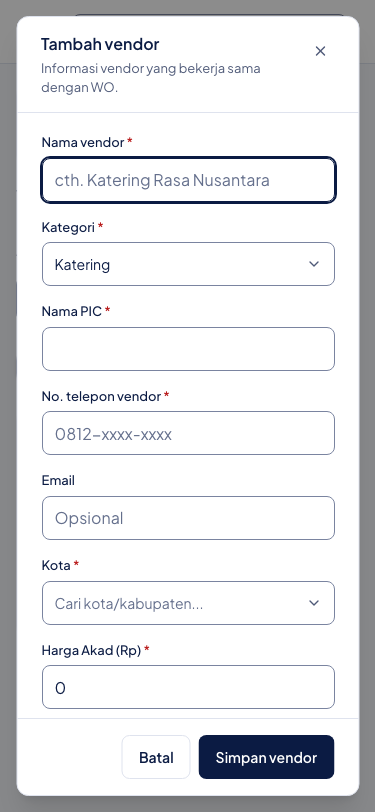 Tambah vendor
Informasi vendor yang bekerja sama
dengan WO.
Nama vendor *
cth. Katering Rasa Nusantara
Kategori *
Katering
Nama PIC *
No. telepon vendor *
0812-xxxx-xxxx
Email
Opsional
Kota *
Cari kota/kabupaten...
Harga Akad (Rp) *
0
Batal
Simpan vendor